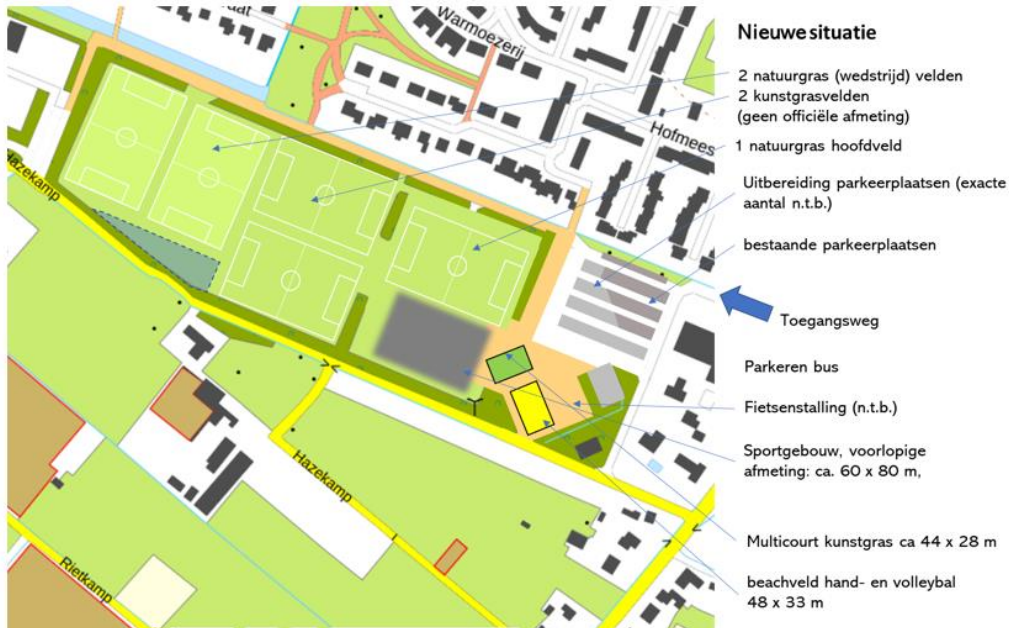 aat
Warmoezerij
Hofmees
Hazekamp
Hazekamp
Rietkamp
Nieuwe situatie
2 natuurgras (wedstrijd) velden
2 kunstgrasvelden
(geen officiële afmeting)
1 natuurgras hoofdveld
Uitbereiding parkeerplaatsen (exacte
aantal n.t.b.)
bestaande parkeerplaatsen
Toegangsweg
Parkeren bus
Fietsenstalling (n.t.b.)
Sportgebouw, voorlopige
afmeting: ca. 60 x 80 m,
Multicourt kunstgras ca 44 x 28 m
beachveld hand- en volleybal
48 x 33 m